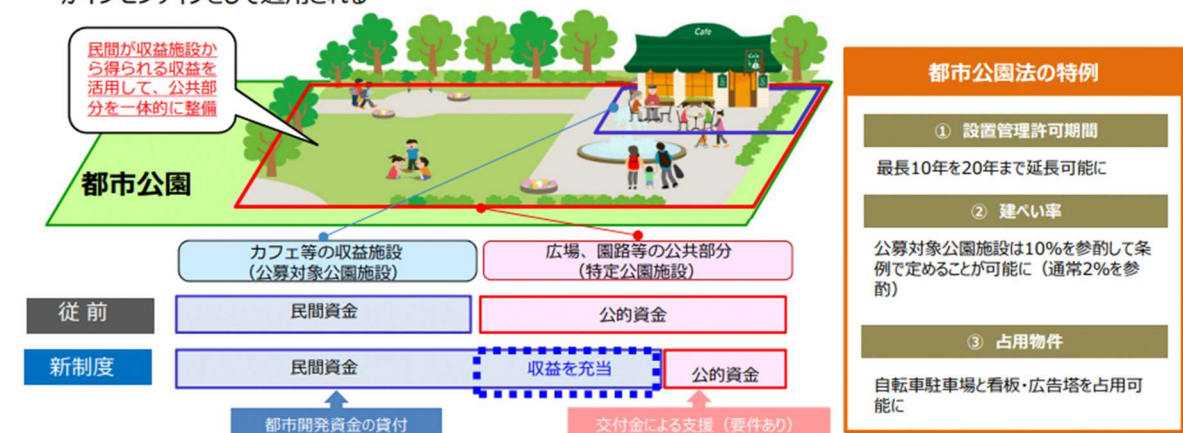 民間が収益施設か
ら得られる収益を
活用して、公共部
分を一体的に整備
Cafe
都市公園
カフェ等の収益施設
（公募対象公園施設）
広場、園路等の公共部分
（特定公園施設）
従 前
民間資金
公的資金
新制度
民間資金
収益を充当
公的資金
都市開発資金の貸付
交付金による支援（要件あり）
都市公園法の特例
① 設置管理許可期間
最長10年を20年まで延長可能に
② 建ぺい率
公募対象公園施設は10%を参酌して条
例で定めることが可能に（通常2%を参
酌）
③ 占用物件
自転車駐車場と看板・広告塔を占用可
能に